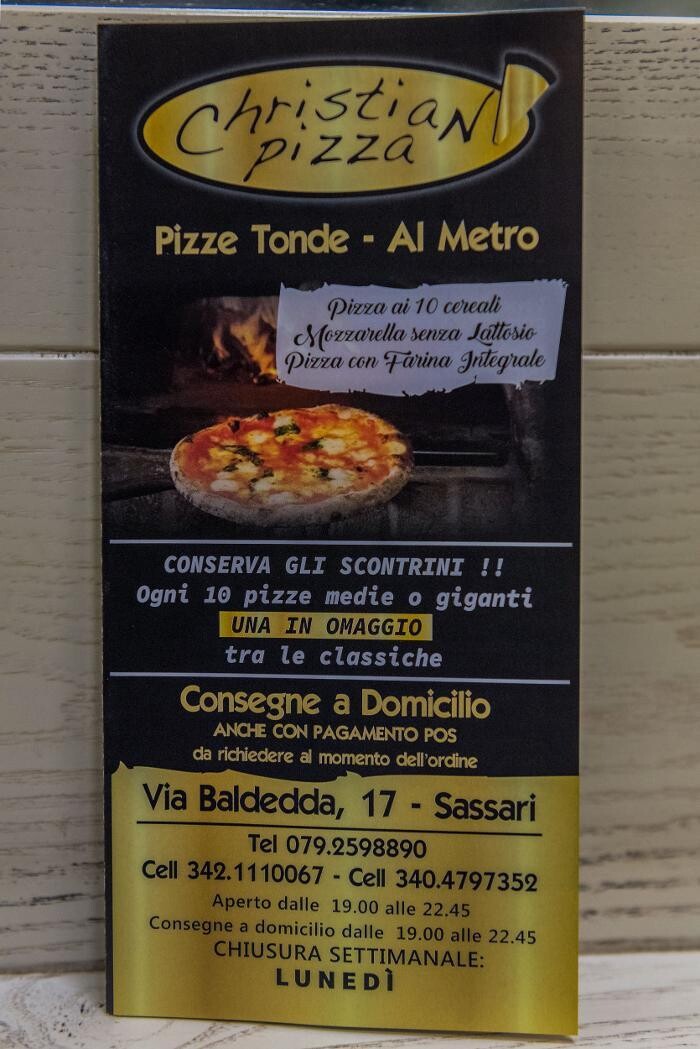 Christian
pizza
Pizze Tonde - Al Metro
Pizza ai 10 cereali
Mozzarella senza Lattosio
Pizza con Farina Integrale
CONSERVA GLI SCONTRINI !!
Ogni 10 pizze medie o giganti
UNA IN OMAGGIO
tra le classiche
Consegne a Domicilio
ANCHE CON PAGAMENTO POS
da richiedere al momento dell'ordine
Via Baldedda, 17 - Sassari
Tel 079.2598890
Cell 342.1110067 - Cell 340.4797352
Aperto dalle 19.00 alle 22.45
Consegne a domicilio dalle 19.00 alle 22.45
CHIUSURA SETTIMANALE:
LUNEDÌ